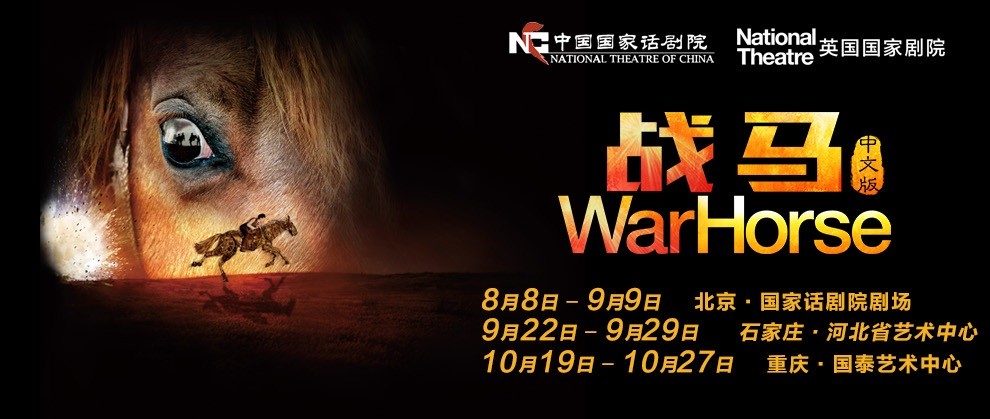 中国国家话剧院
NATIONAL THEATRE OF CHINA
National Theatre 英国国家剧院
战马 中文版
WarHorse
8月8日 - 9月9日 北京·国家话剧院剧场
9月22日 - 9月29日 石家庄·河北省艺术中心
10月19日 - 10月27日 重庆·国泰艺术中心